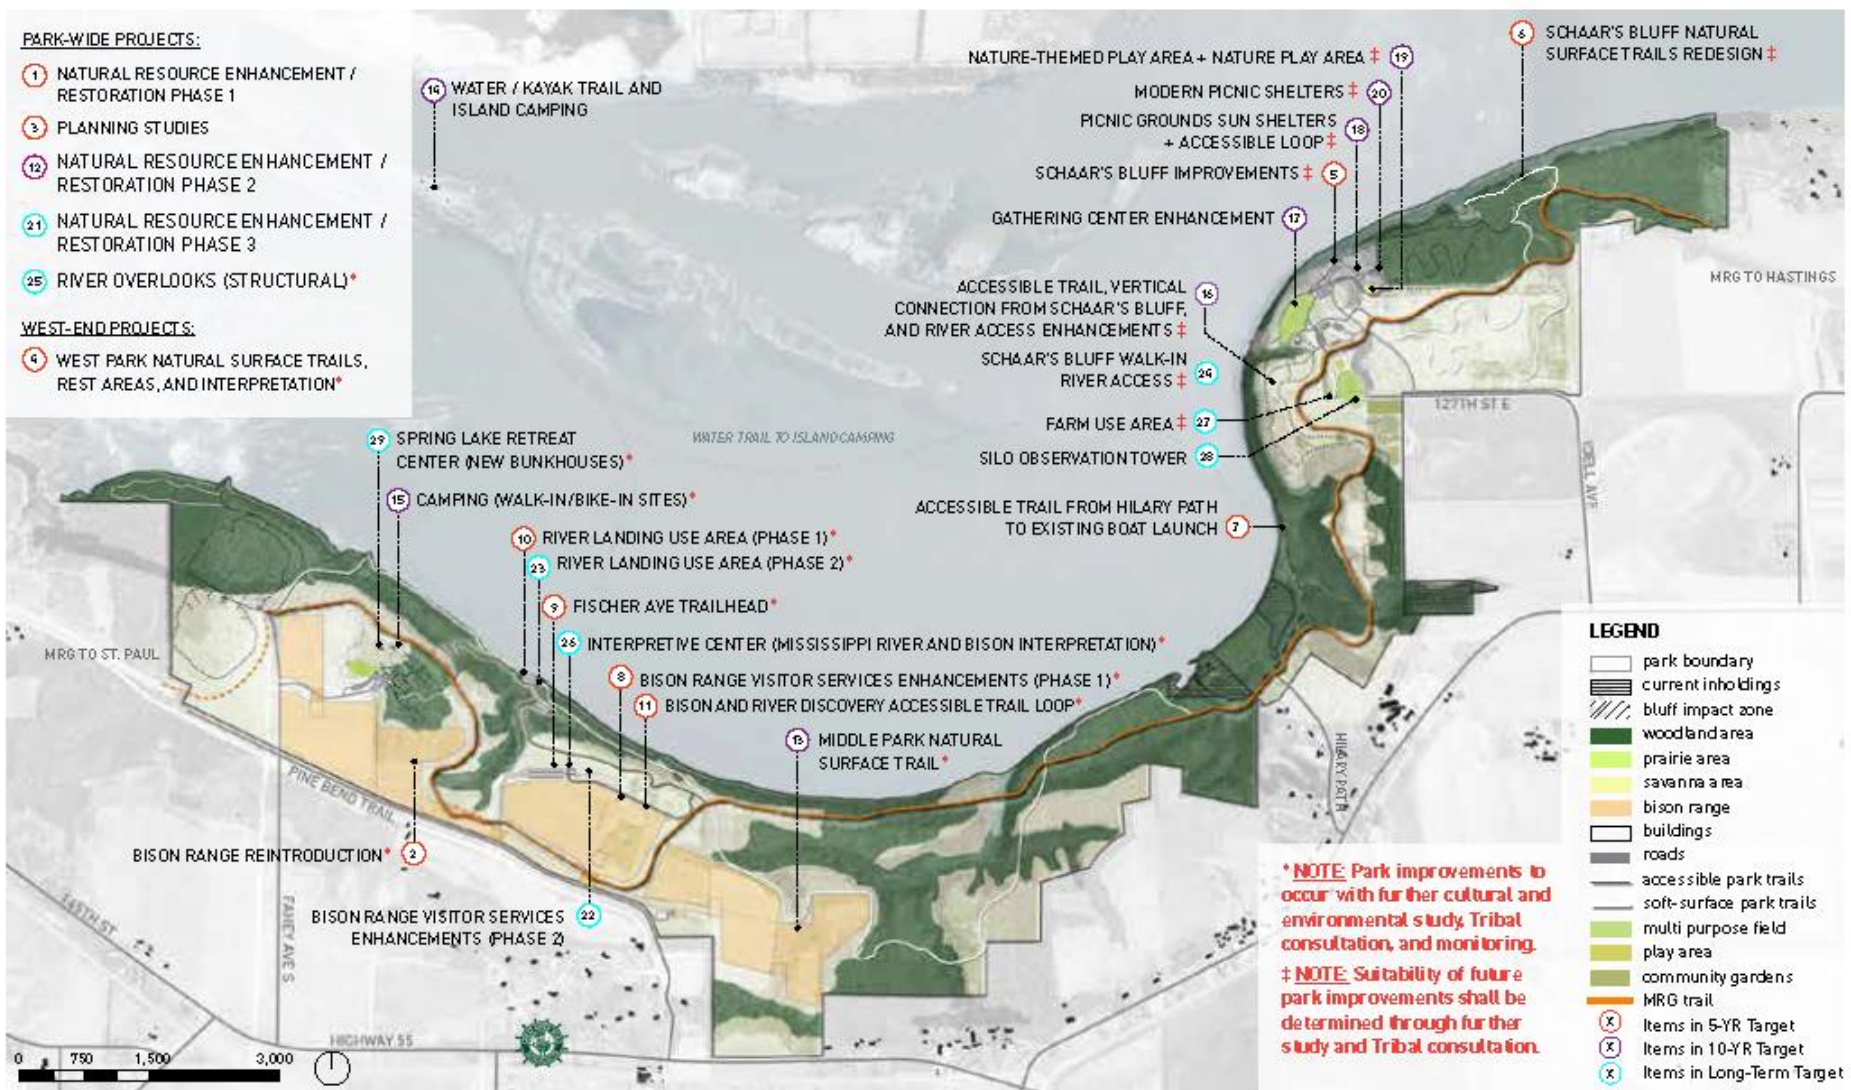 PARK-WIDE PROJECTS:
1 NATURAL RESOURCE ENHANCEMENT /
RESTORATION PHASE 1
3 PLANNING STUDIES
12 NATURAL RESOURCE ENHANCEMENT /
RESTORATION PHASE 2
21 NATURAL RESOURCE ENHANCEMENT /
RESTORATION PHASE 3
25 RIVER OVERLOOKS (STRUCTURAL)*
WEST-END PROJECTS:
4 WEST PARK NATURAL SURFACE TRAILS,
REST AREAS, AND INTERPRETATION*
14 WATER / KAYAK TRAIL AND
ISLAND CAMPING
6 SCHAAR'S BLUFF NATURAL
SURFACE TRAILS REDESIGN ‡
NATURE-THEMED PLAY AREA + NATURE PLAY AREA ‡ 19
MODERN PICNIC SHELTERS ‡ 20
PICNIC GROUNDS SUN SHELTERS
+ ACCESSIBLE LOOP ‡ 18
SCHAAR'S BLUFF IMPROVEMENTS ‡ 5
GATHERING CENTER ENHANCEMENT 17
MRG TO HASTINGS
ACCESSIBLE TRAIL, VERTICAL
CONNECTION FROM SCHAAR'S BLUFF,
AND RIVER ACCESS ENHANCEMENTS ‡ 16
SCHAAR'S BLUFF WALK-IN
RIVER ACCESS ‡ 24
127TH ST E
FARM USE AREA ‡ 27
WATER TRAIL TO ISLAND CAMPING
SILO OBSERVATION TOWER 28
IDELL AVE
ACCESSIBLE TRAIL FROM HILARY PATH
TO EXISTING BOAT LAUNCH 7
29 SPRING LAKE RETREAT
CENTER (NEW BUNKHOUSES)*
15 CAMPING (WALK-IN/BIKE-IN SITES)*
10 RIVER LANDING USE AREA (PHASE 1)*
23 RIVER LANDING USE AREA (PHASE 2)*
9 FISCHER AVE TRAILHEAD*
26 INTERPRETIVE CENTER (MISSISSIPPI RIVER AND BISON INTERPRETATION)*
MRG TO ST. PAUL
8 BISON RANGE VISITOR SERVICES ENHANCEMENTS (PHASE 1)*
11 BISON AND RIVER DISCOVERY ACCESSIBLE TRAIL LOOP*
13 MIDDLE PARK NATURAL
SURFACE TRAIL*
HILARY PATH
PINE BEND TRAIL
BISON RANGE REINTRODUCTION* 2
BISON RANGE VISITOR SERVICES
ENHANCEMENTS (PHASE 2) 22
145TH ST
FAHEY AVE S
HIGHWAY 55
0 750 1,500 3,000
* NOTE: Park improvements to
occur with further cultural and
environmental study, Tribal
consultation, and monitoring.
‡ NOTE: Suitability of future
park improvements shall be
determined through further
study and Tribal consultation.
LEGEND
park boundary
current inholdings
bluff impact zone
woodland area
prairie area
savanna area
bison range
buildings
roads
accessible park trails
soft-surface park trails
multi purpose field
play area
community gardens
MRG trail
X Items in 5-YR Target
X Items in 10-YR Target
X Items in Long-Term Target